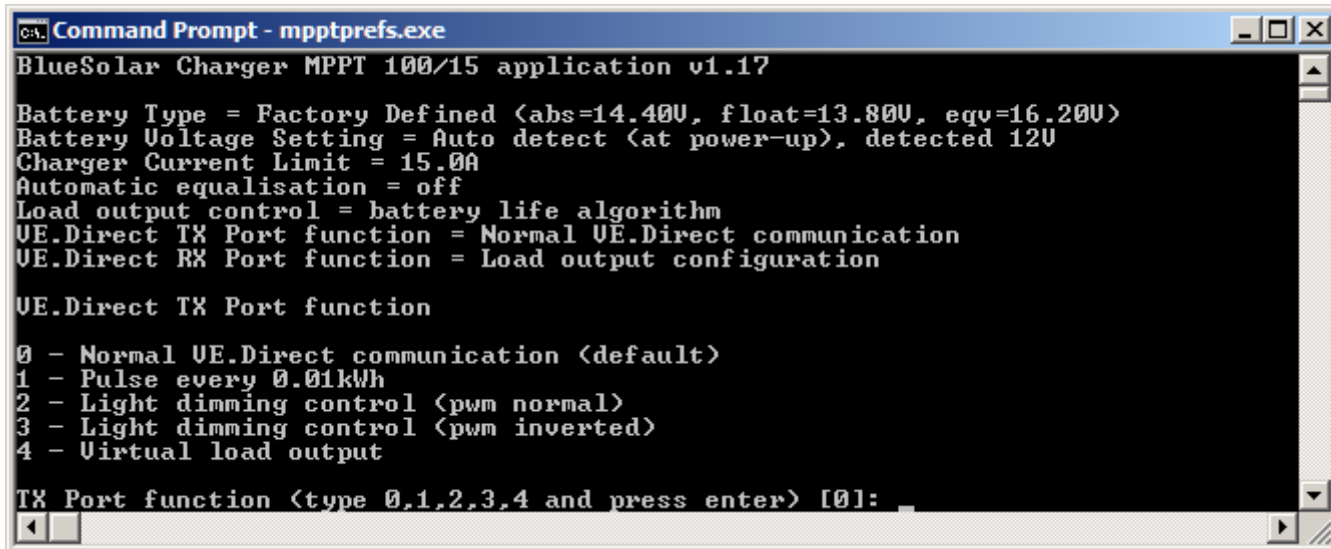 Command Prompt - mpptprefs.exe
BlueSolar Charger MPPT 100/15 application v1.17
Battery Type = Factory Defined (abs=14.40V, float=13.80V, eqv=16.20V)
Battery Voltage Setting = Auto detect (at power-up), detected 12V
Charger Current Limit = 15.0A
Automatic equalisation = off
Load output control = battery life algorithm
VE.Direct TX Port function = Normal VE.Direct communication
VE.Direct RX Port function = Load output configuration
VE.Direct TX Port function
0 - Normal VE.Direct communication (default)
1 - Pulse every 0.01kWh
2 - Light dimming control (pwm normal)
3 - Light dimming control (pwm inverted)
4 - Virtual load output
TX Port function (type 0,1,2,3,4 and press enter) [0]: _